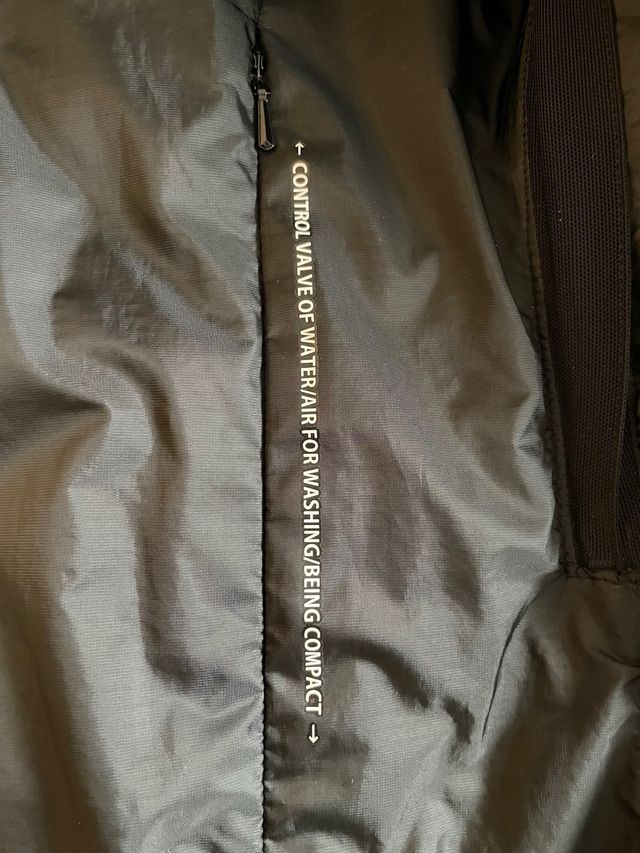 ← CONTROL VALVE OF WATER/AIR FOR WASHING/BEING COMPACT →